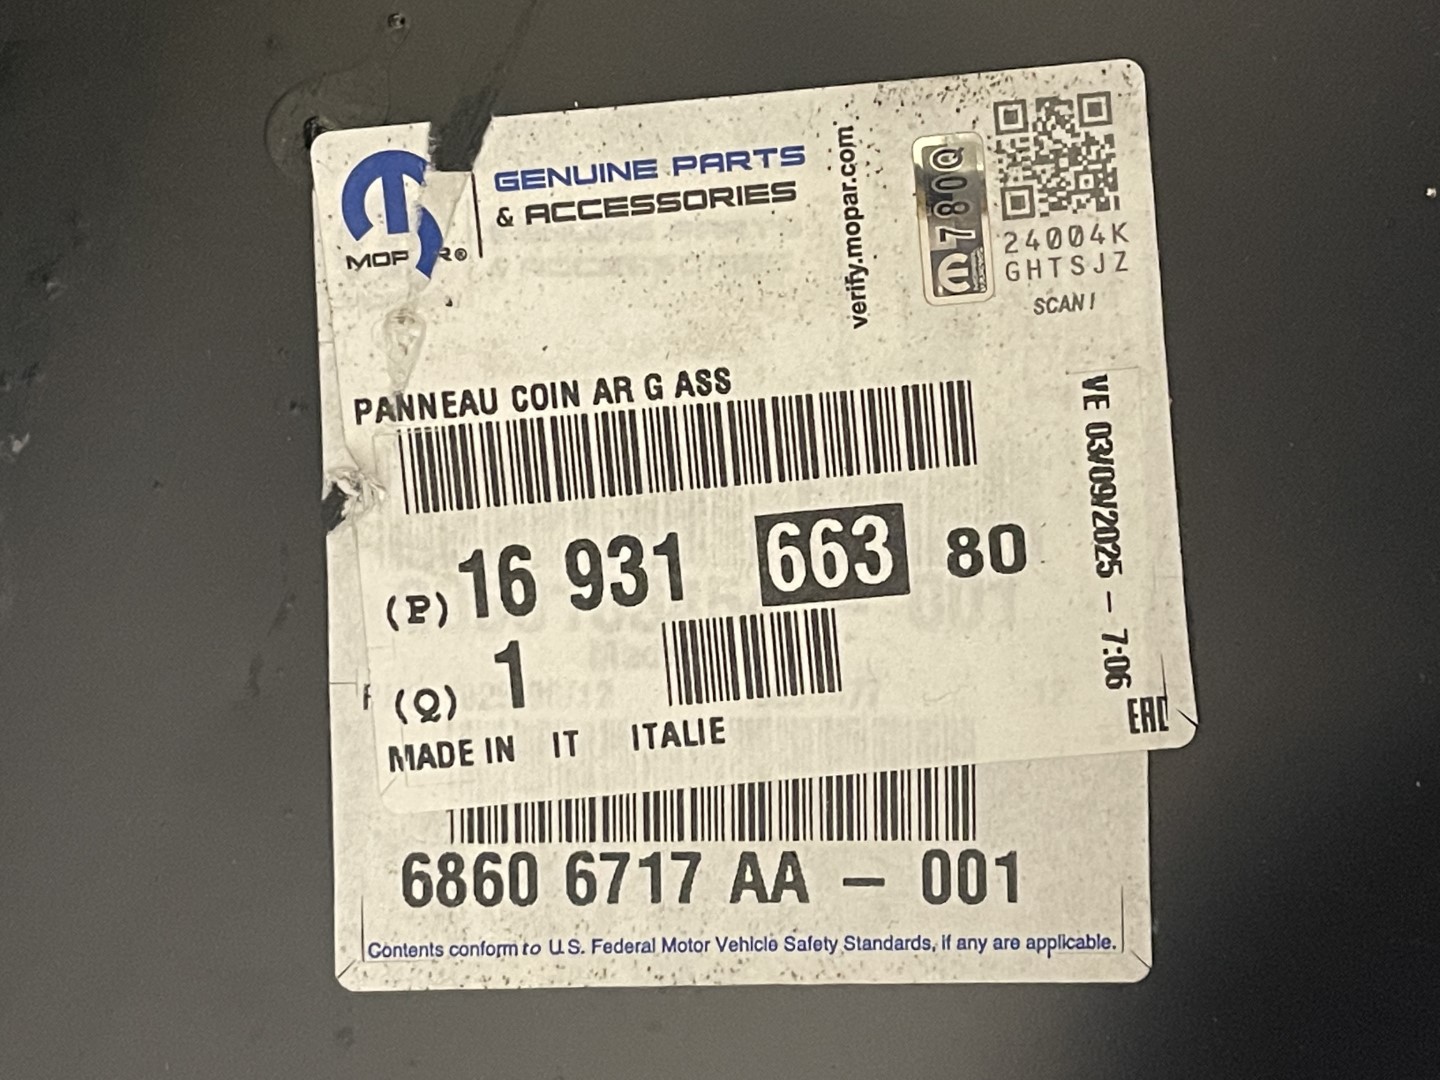 GENUINE PARTS
& ACCESSORIES
MOPAR®
verify.mopar.com
780Q
24004K
GHTSJZ
SCAN!
PANNEAU COIN AR G ASS
(P) 16 931 663 80
(Q) 1
MADE IN IT ITALIE
VE 03/09/2025 - 7:06
EAC
6860 6717 AA - 001
Contents conform to U.S. Federal Motor Vehicle Safety Standards, if any are applicable.